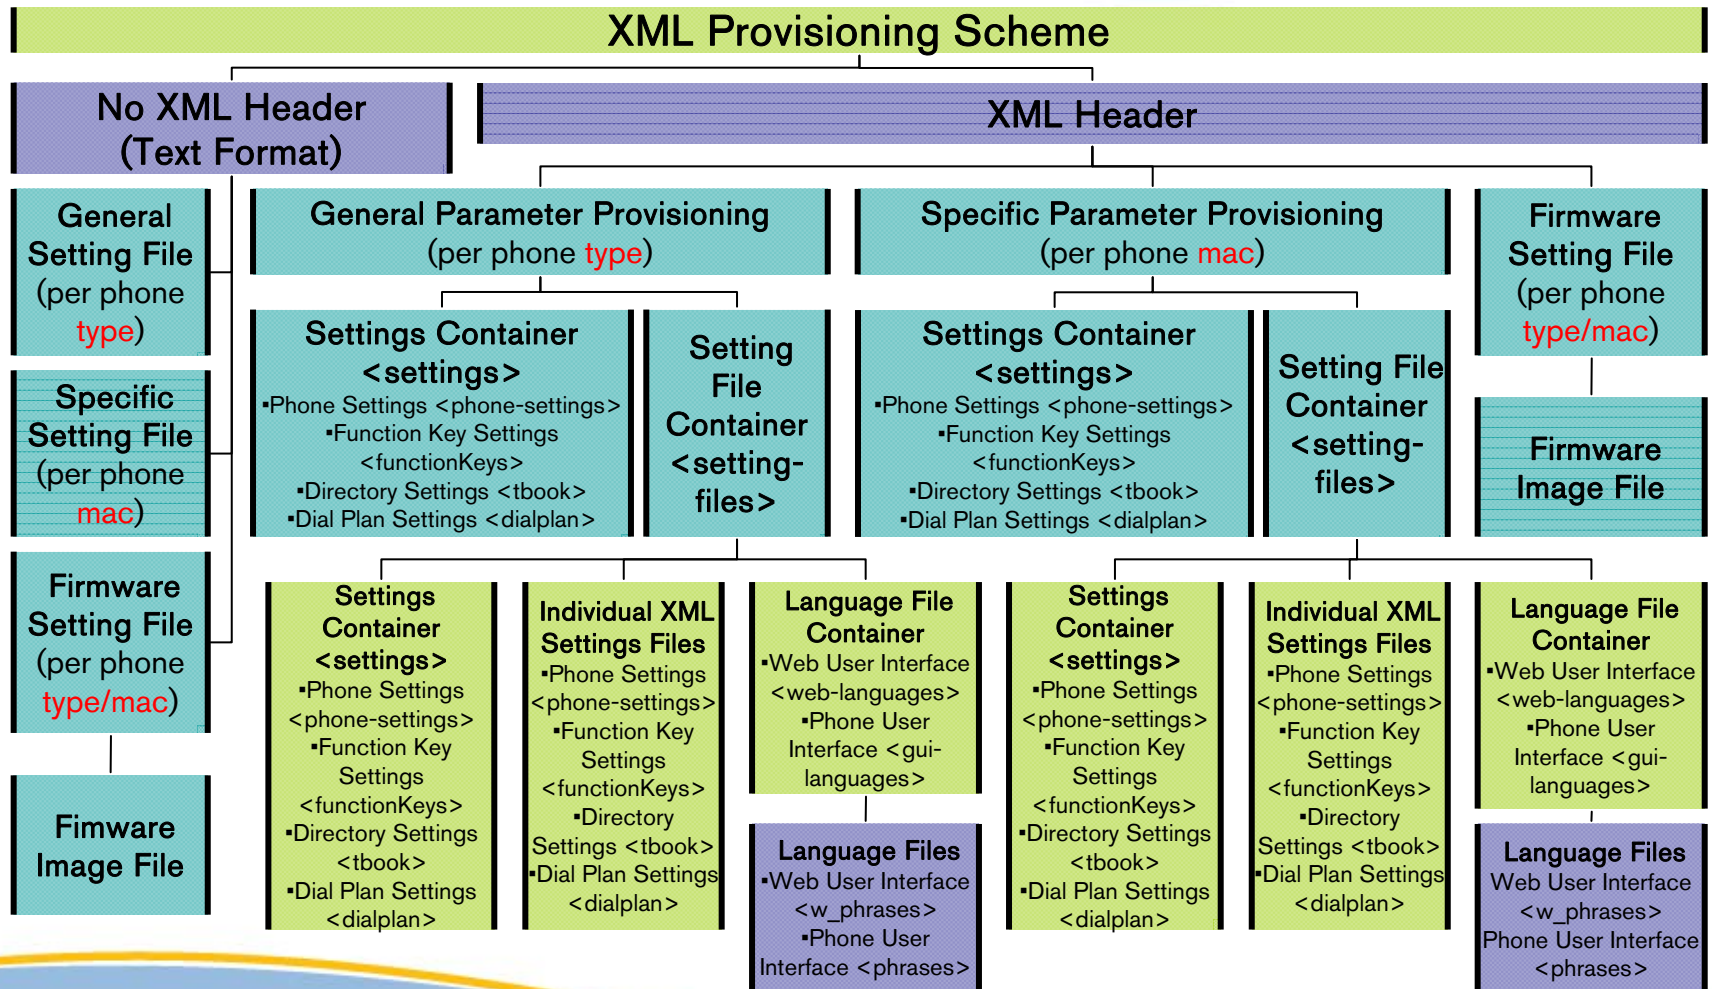 XML Provisioning Scheme
No XML Header
(Text Format)
XML Header
General
Setting File
(per phone
type)
Specific
Setting File
(per phone
mac)
Firmware
Setting File
(per phone
type/mac)
Fimware
Image File
General Parameter Provisioning
(per phone type)
Settings Container
<settings>
▪Phone Settings <phone-settings>
▪Function Key Settings
<functionKeys>
▪Directory Settings <tbook>
▪Dial Plan Settings <dialplan>
Setting
File
Container
<setting-
files>
Settings
Container
<settings>
▪Phone Settings
<phone-settings>
▪Function Key
Settings
<functionKeys>
▪Directory Settings
<tbook>
▪Dial Plan Settings
<dialplan>
Individual XML
Settings Files
▪Phone Settings
<phone-settings>
▪Function Key
Settings
<functionKeys>
▪Directory
Settings <tbook>
▪Dial Plan Settings
<dialplan>
Language File
Container
▪Web User Interface
<web-languages>
▪Phone User
Interface <gui-
languages>
Language Files
▪Web User Interface
<w_phrases>
▪Phone User
Interface <phrases>
Specific Parameter Provisioning
(per phone mac)
Settings Container
<settings>
▪Phone Settings <phone-settings>
▪Function Key Settings
<functionKeys>
▪Directory Settings <tbook>
▪Dial Plan Settings <dialplan>
Setting File
Container
<setting-
files>
Settings
Container
<settings>
▪Phone Settings
<phone-settings>
▪Function Key
Settings
<functionKeys>
▪Directory Settings
<tbook>
▪Dial Plan Settings
<dialplan>
Individual XML
Settings Files
▪Phone Settings
<phone-settings>
▪Function Key
Settings
<functionKeys>
▪Directory
Settings <tbook>
▪Dial Plan Settings
<dialplan>
Language File
Container
▪Web User Interface
<web-languages>
▪Phone User
Interface <gui-
languages>
Language Files
Web User Interface
<w_phrases>
Phone User Interface
<phrases>
Firmware
Setting File
(per phone
type/mac)
Firmware
Image File